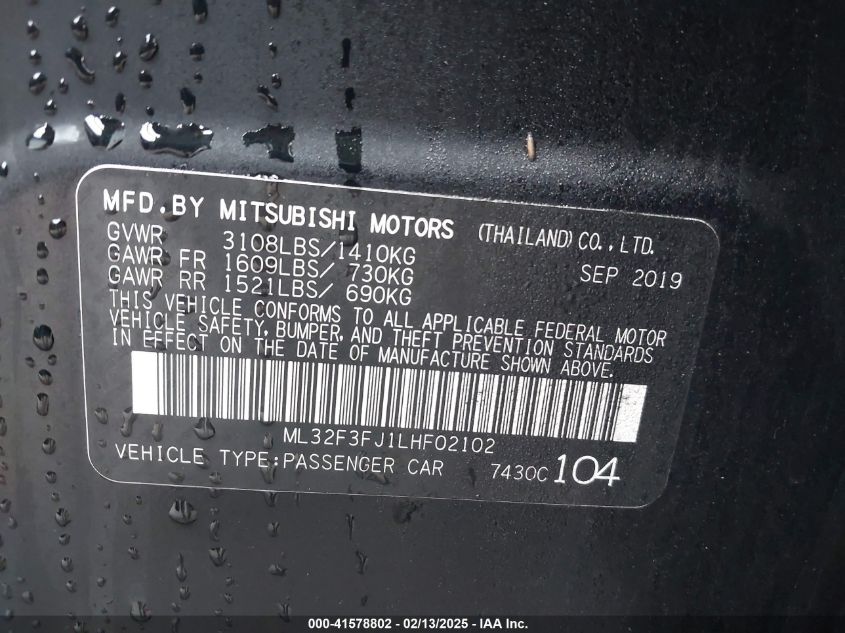 MFD.BY MITSUBISHI MOTORS (THAILAND) CO., LTD.
GVWR 3108LBS/1410KG SEP 2019
GAWR FR 1609LBS/ 730KG
GAWR RR 1521LBS/ 690KG
THIS VEHICLE CONFORMS TO ALL APPLICABLE FEDERAL MOTOR
VEHICLE SAFETY, BUMPER, AND THEFT PREVENTION STANDARDS
IN EFFECT ON THE DATE OF MANUFACTURE SHOWN ABOVE.
ML32F3FJ1LHF02102
VEHICLE TYPE:PASSENGER CAR 7430C 104
000-41578802 - 02/13/2025 - IAA Inc.